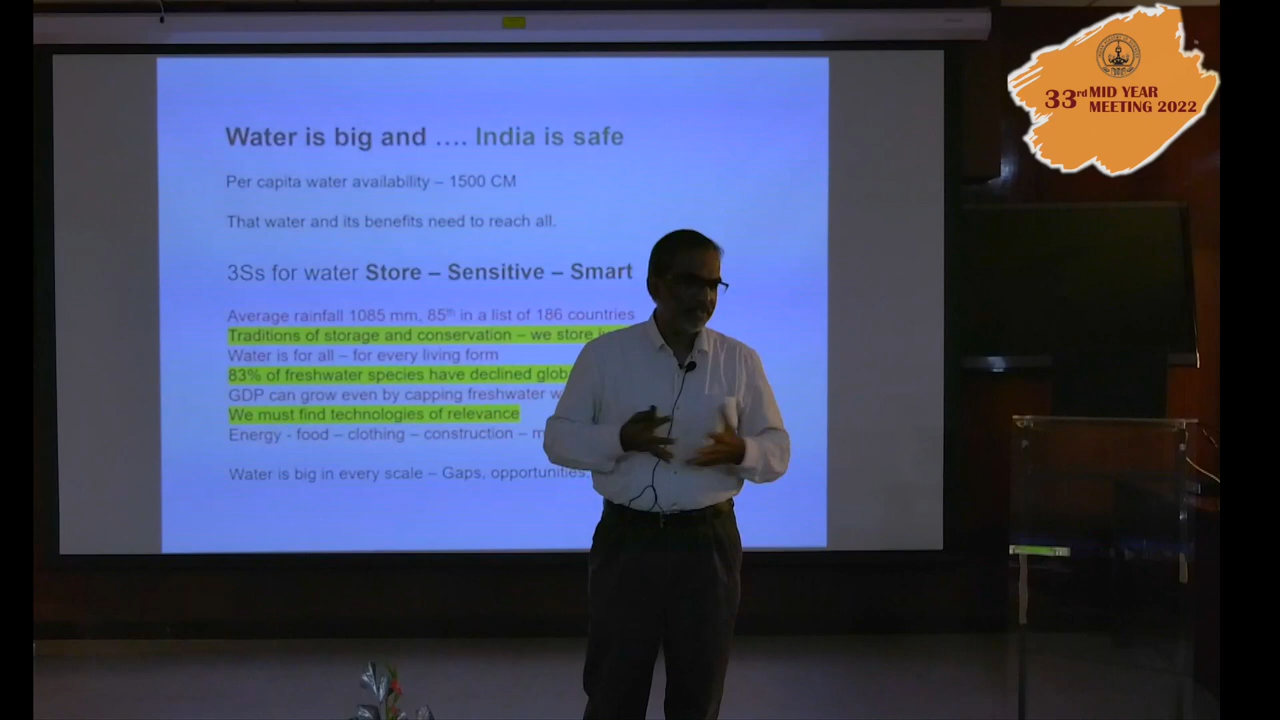 Water is big and …. India is safe
Per capita water availability – 1500 CM
That water and its benefits need to reach all.
3Ss for water Store – Sensitive – Smart
Average rainfall 1085 mm, 85th in a list of 186 countries
Traditions of storage and conservation – we store
Water is for all – for every living form
83% of freshwater species have declined
GDP can grow even by capping freshwater
We must find technologies of relevance
Energy - food – clothing – construction –
Water is big in every scale – Gaps, opportunities,
33rd MID YEAR
MEETING 2022